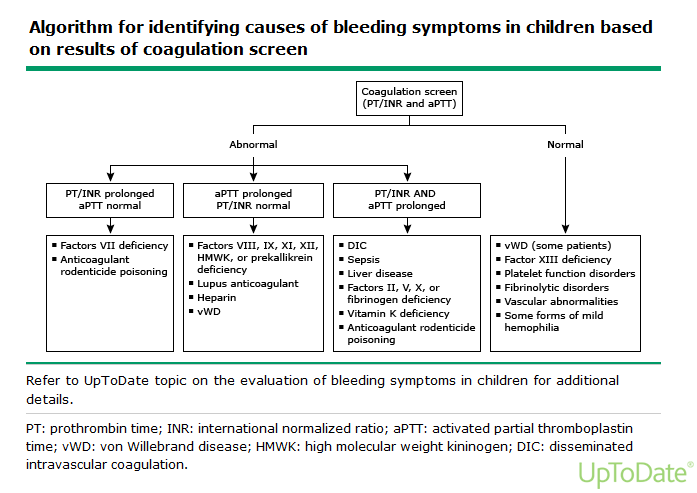 Algorithm for identifying causes of bleeding symptoms in children based
on results of coagulation screen
Coagulation screen
(PT/INR and aPTT)
Abnormal
Normal
PT/INR prolonged
aPTT normal
aPTT prolonged
PT/INR normal
PT/INR AND
aPTT prolonged
▪ Factors VII deficiency
▪ Anticoagulant
rodenticide poisoning
▪ Factors VIII, IX, XI, XII,
HMWK, or prekallikrein
deficiency
▪ Lupus anticoagulant
▪ Heparin
▪ vWD
▪ DIC
▪ Sepsis
▪ Liver disease
▪ Factors II, V, X, or
fibrinogen deficiency
▪ Vitamin K deficiency
▪ Anticoagulant rodenticide
poisoning
▪ vWD (some patients)
▪ Factor XIII deficiency
▪ Platelet function disorders
▪ Fibrinolytic disorders
▪ Vascular abnormalities
▪ Some forms of mild
hemophilia
Refer to UpToDate topic on the evaluation of bleeding symptoms in children for additional
details.
PT: prothrombin time; INR: international normalized ratio; aPTT: activated partial thromboplastin
time; vWD: von Willebrand disease; HMWK: high molecular weight kininogen; DIC: disseminated
intravascular coagulation.
UpToDate®